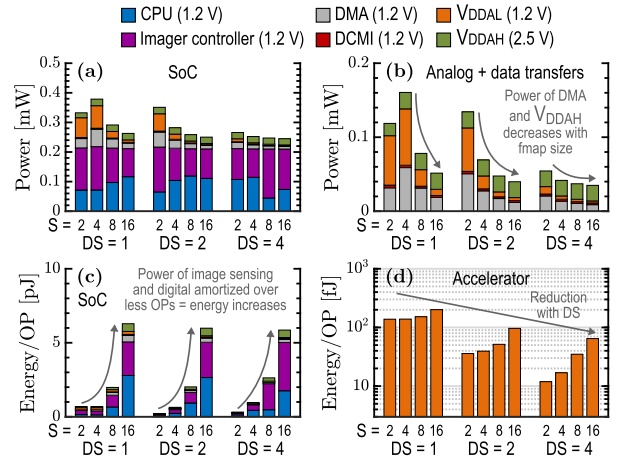 CPU (1.2 V) DMA (1.2 V) VDDAL (1.2 V)
Imager controller (1.2 V) DCMI (1.2 V) VDDAH (2.5 V)
(a) SoC
Power [mW]
0.5
0.4
0.3
0.2
0.1
0
S = 2 4 8 16 2 4 8 16 2 4 8 16
DS = 1 DS = 2 DS = 4
(b) Analog + data transfers
Power of DMA
and VDDAH
decreases with
fmap size
Power [mW]
0.2
0.1
0
S = 2 4 8 16 2 4 8 16 2 4 8 16
DS = 1 DS = 2 DS = 4
(c) Power of image sensing
and digital amortized over
less OPs = energy increases
SoC
Energy/OP [pJ]
10
5
0
S = 2 4 8 16 2 4 8 16 2 4 8 16
DS = 1 DS = 2 DS = 4
(d) Accelerator
Reduction
with DS
Energy/OP [fJ]
10³
10²
10
S = 2 4 8 16 2 4 8 16 2 4 8 16
DS = 1 DS = 2 DS = 4